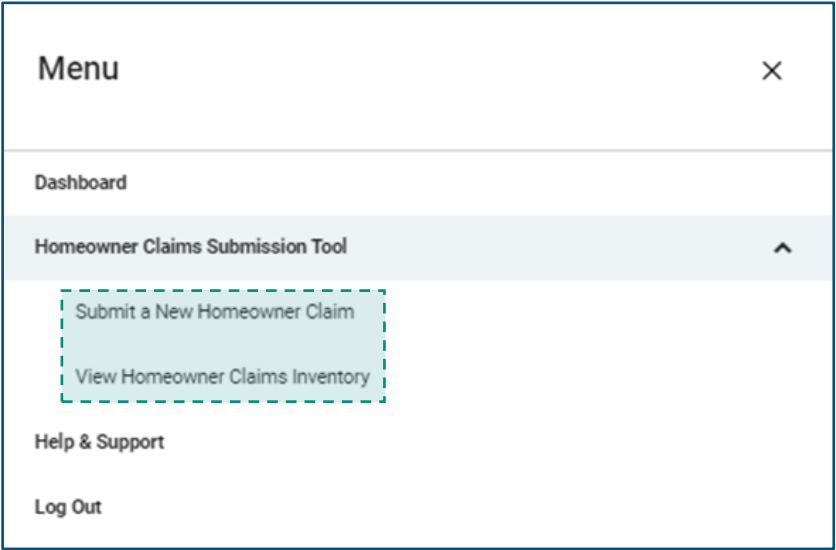 Menu
Dashboard
Homeowner Claims Submission Tool
Submit a New Homeowner Claim
View Homeowner Claims Inventory
Help & Support
Log Out